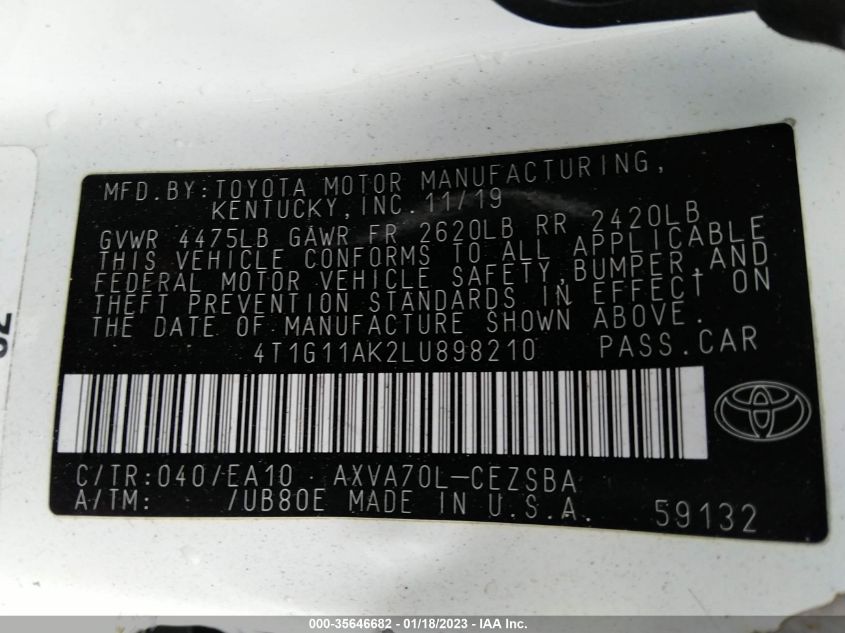 MFD.BY:TOYOTA MOTOR MANUFACTURING,
KENTUCKY,INC.11/19
GVWR 4475LB GAWR FR 2620LB RR 2420LB
THIS VEHICLE CONFORMS TO ALL APPLICABLE
FEDERAL MOTOR VEHICLE SAFETY,BUMPER,AND
THEFT PREVENTION STANDARDS IN EFFECT ON
THE DATE OF MANUFACTURE SHOWN ABOVE.
4T1G11AK2LU898210 PASS.CAR
C/TR:040/EA10 AXVA70L-CEZSBA
A/TM: /UB80E MADE IN U.S.A. 59132
000-35646682 - 01/18/2023 - IAA Inc.